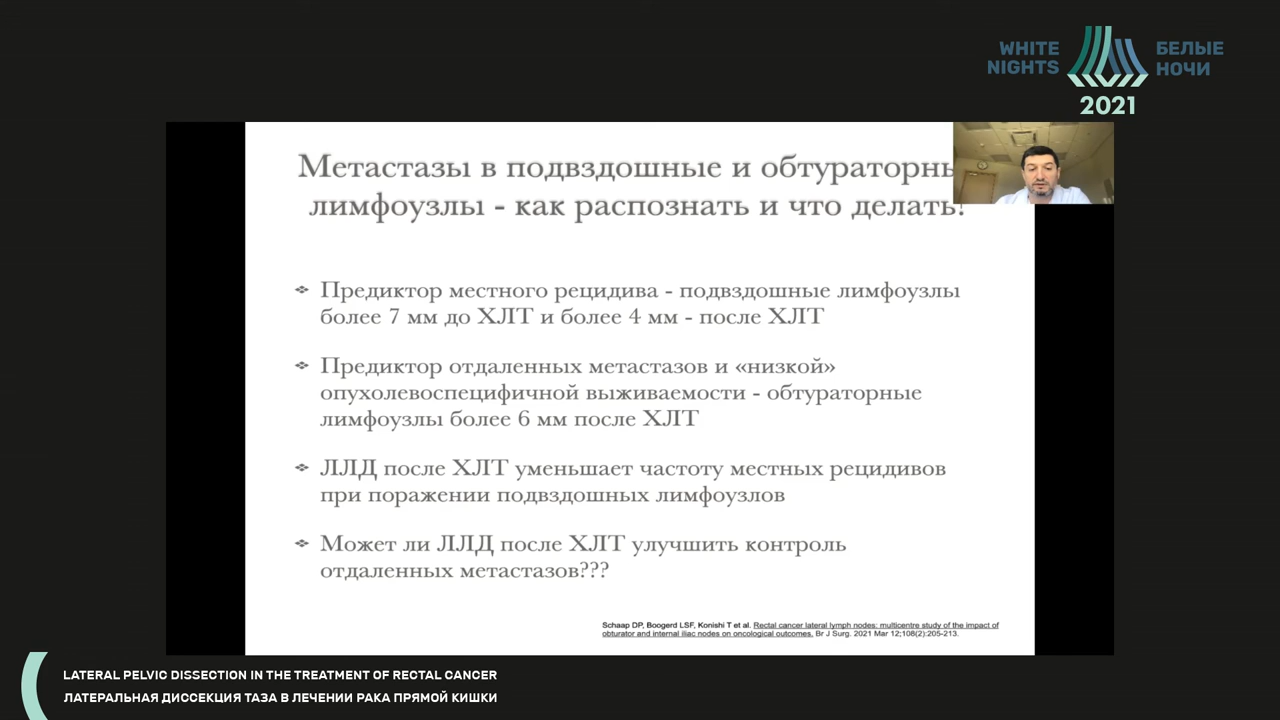 WHITE
NIGHTS
БЕЛЫЕ
НОЧИ
2021
Метастазы в подвздошные и
лимфоузлы - как распознать и что делать?
Предиктор местного рецидива - подвздошные лимфоузлы
более 7 мм до ХЛТ и более 4 мм - после ХЛТ
Предиктор отдаленных метастазов и «низкой»
опухолевоспецифичной выживаемости - обтураторные
лимфоузлы более 6 мм после ХЛТ
ЛЛД после ХЛТ уменьшает частоту местных рецидивов
при поражении подвздошных лимфоузлов
Может ли ЛЛД после ХЛТ улучшить контроль
отдаленных метастазов???
Schaap DP, Boogerd LSF, Konishi T et al. Rectal cancer lateral lymph nodes: multicentre study of the impact of
obturator and internal iliac nodes on oncological outcomes, Br J Surg. 2021 Mar 12;108(2):205-213.
LATERAL PELVIC DISSECTION IN THE TREATMENT OF RECTAL CANCER
ЛАТЕРАЛЬНАЯ ДИССЕКЦИЯ ТАЗА В ЛЕЧЕНИИ РАКА ПРЯМОЙ КИШКИ